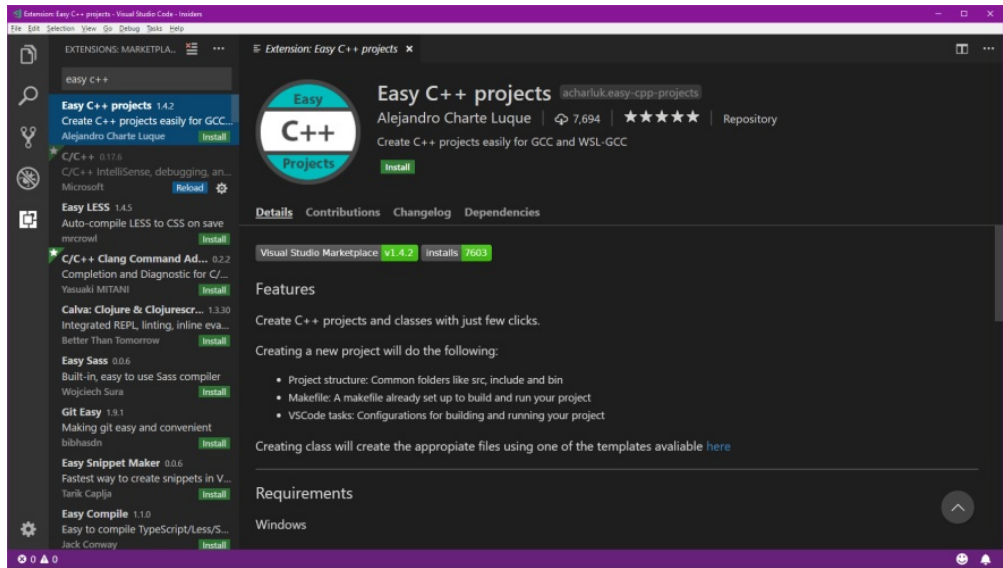 Extension: Easy C++ projects - Visual Studio Code - Insiders
File Edit Selection View Go Debug Tasks Help
EXTENSIONS: MARKETPLA...
easy c++
Easy C++ projects 1.4.2
Create C++ projects easily for GCC...
Alejandro Charte Luque Install
C/C++ 0.17.6
C/C++ IntelliSense, debugging, an...
Microsoft Reload
Easy LESS 1.4.5
Auto-compile LESS to CSS on save
mrcrowl Install
C/C++ Clang Command Ad... 0.2.2
Completion and Diagnostic for C/...
Yasuaki MITANI Install
Calva: Clojure & Clojurescr... 1.3.30
Integrated REPL, linting, inline eva...
Better Than Tomorrow Install
Easy Sass 0.0.6
Built-in, easy to use Sass compiler
Wojciech Sura Install
Git Easy 1.9.1
Making git easy and convenient
bibhasdn Install
Easy Snippet Maker 0.0.6
Fastest way to create snippets in V...
Tarik Caplja Install
Easy Compile 1.1.0
Easy to compile TypeScript/Less/S...
Jack Conway Install
0 0
Extension: Easy C++ projects
Easy
C++
Projects
Easy C++ projects acharluk.easy-cpp-projects
Alejandro Charte Luque | 7,694 | ★★★★★ | Repository
Create C++ projects easily for GCC and WSL-GCC
Install
Details Contributions Changelog Dependencies
Visual Studio Marketplace v1.4.2 installs 7603
Features
Create C++ projects and classes with just few clicks.
Creating a new project will do the following:
• Project structure: Common folders like src, include and bin
• Makefile: A makefile already set up to build and run your project
• VSCode tasks: Configurations for building and running your project
Creating class will create the appropiate files using one of the templates avaliable here
Requirements
Windows